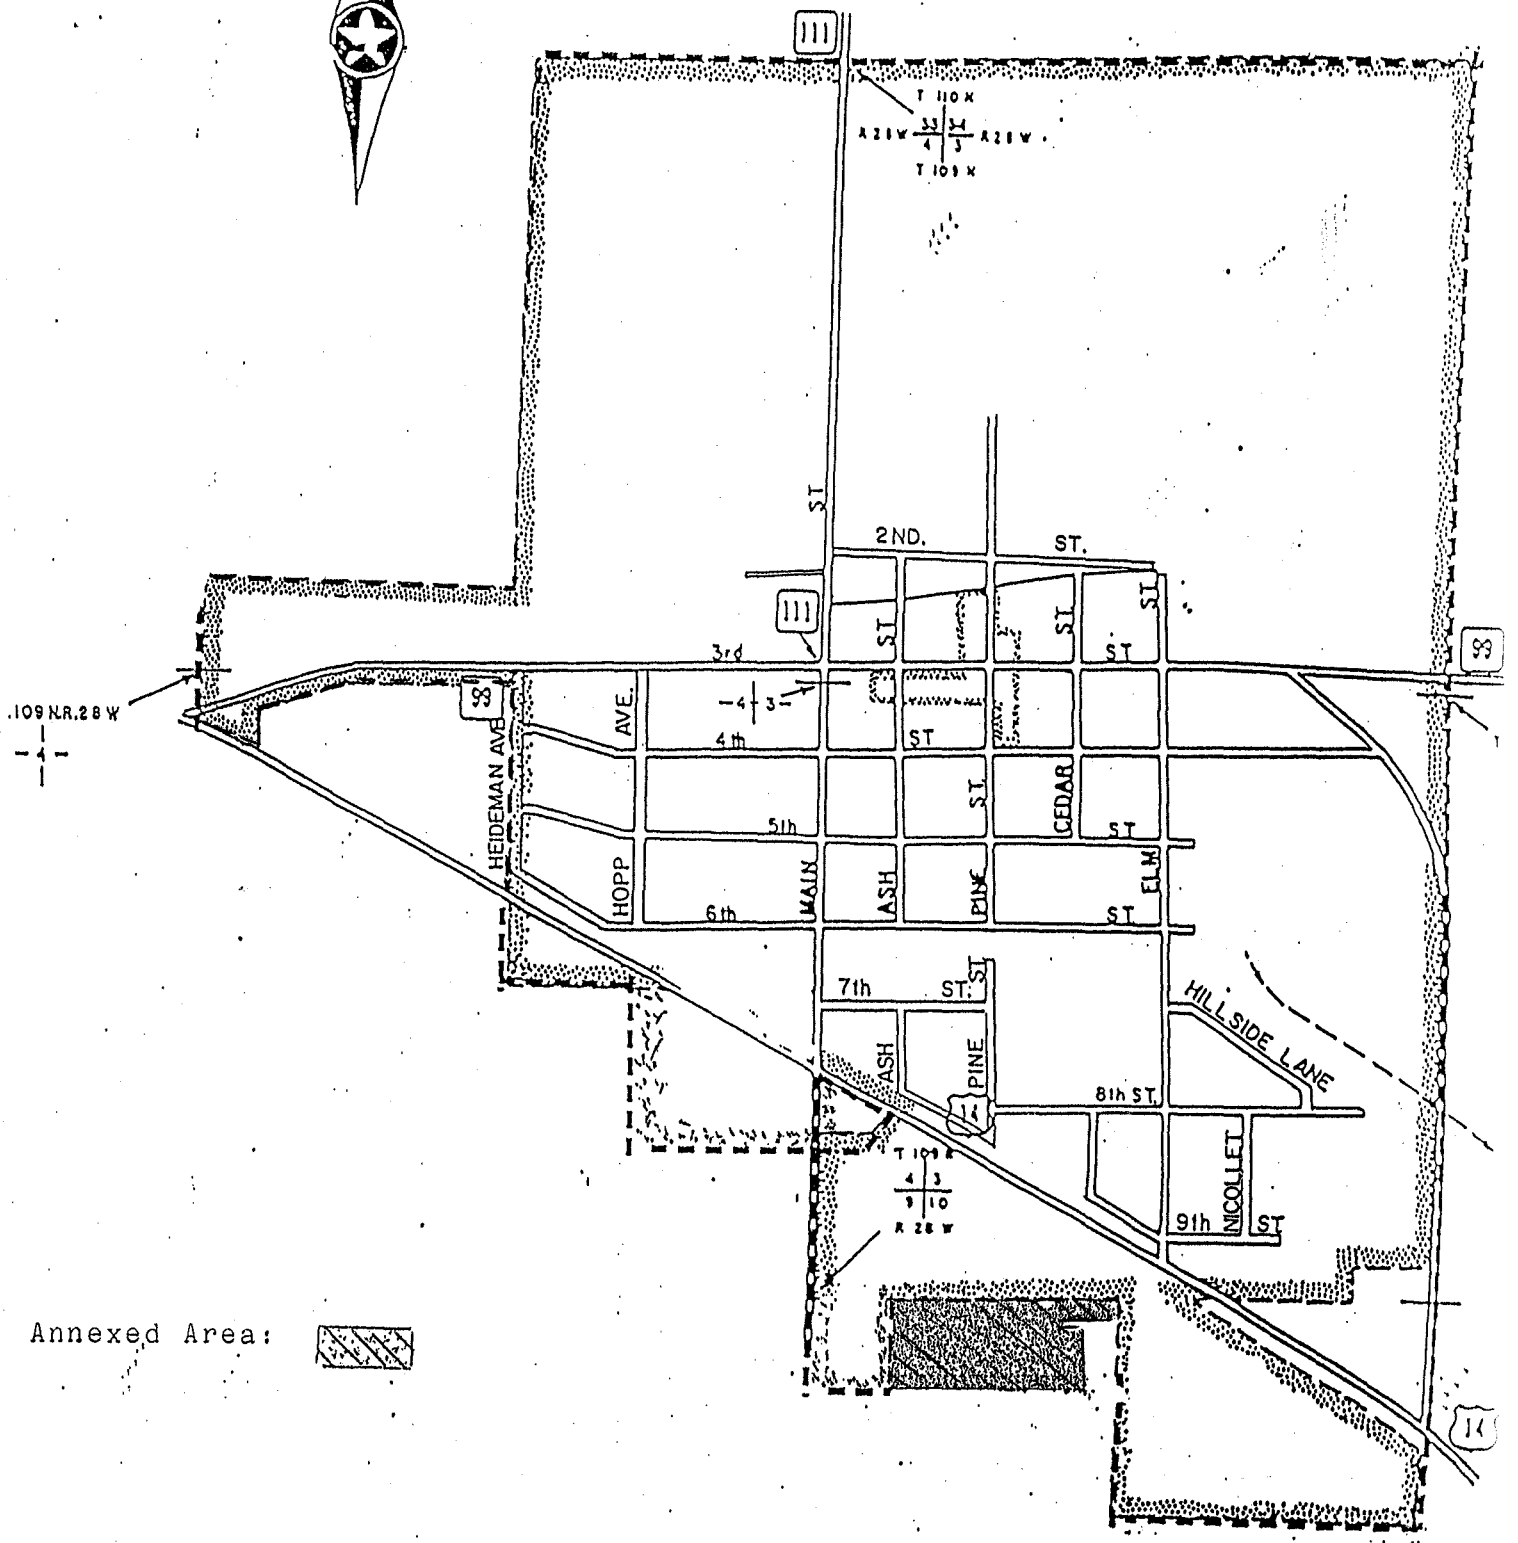 111
T 110 N
R 28 W 33 34 R 28 W
4 3
T 109 N
ST
2ND. ST.
111
ST
ST
ST
3rd ST
99
99
.109 N.R.28 W
4
4 3
AVE.
HEIDEMAN AVE
4th ST
ST.
CEDAR
5th ST
HOPP
MAIN
ASH
PINE
ELM
6th ST
7th ST.
ST
HILLSIDE LANE
ASH
PINE
14
8th ST.
T 109 N
4 3
9 10
R 28 W
NICOLLET
9th ST
Annexed Area:
14
T